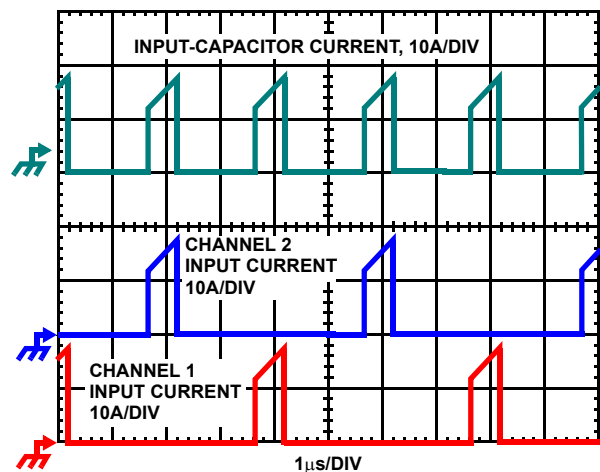 INPUT-CAPACITOR CURRENT, 10A/DIV
CHANNEL 2
INPUT CURRENT
10A/DIV
CHANNEL 1
INPUT CURRENT
10A/DIV
1μs/DIV